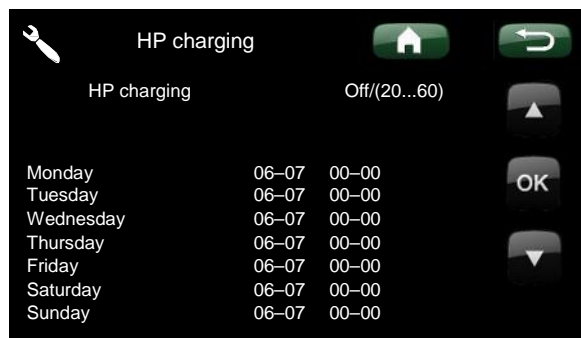 HP charging
HP charging Off/(20...60)
Monday 06–07 00–00
OK
Tuesday 06–07 00–00
Wednesday 06–07 00–00
Thursday 06–07 00–00
Friday 06–07 00–00
Saturday 06–07 00–00
Sunday 06–07 00–00